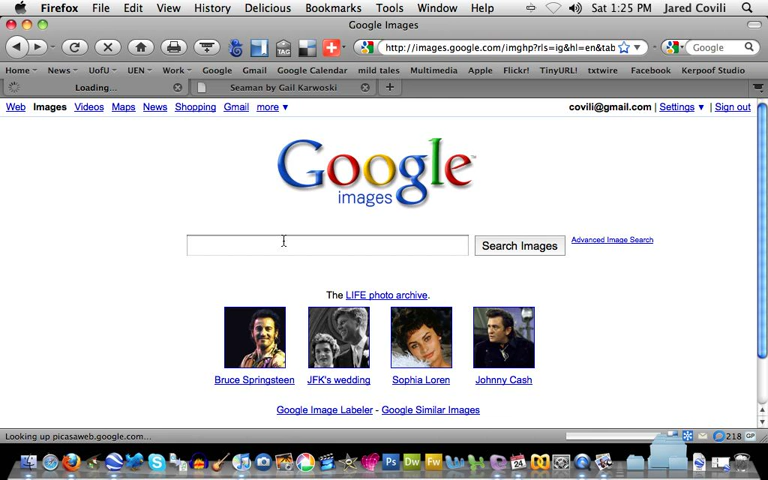 Firefox File Edit View History Delicious Bookmarks Tools Window Help Sat 1:25 PM Jared Covili
Google Images
http://images.google.com/imghp?rls=ig&hl=en&tab Google
Home News UofU UEN Work Google Gmail Google Calendar mild tales Multimedia Apple Flickr! TinyURL! txtwire Facebook Kerpoof Studio
Loading... Seaman by Gail Karwoski
Web Images Videos Maps News Shopping Gmail more covili@gmail.com | Settings | Sign out
Google
images
Search Images Advanced Image Search
The LIFE photo archive.
Bruce Springsteen JFK's wedding Sophia Loren Johnny Cash
Google Image Labeler - Google Similar Images
Looking up picasaweb.google.com... 218 GP
24 Ps Dw Fw